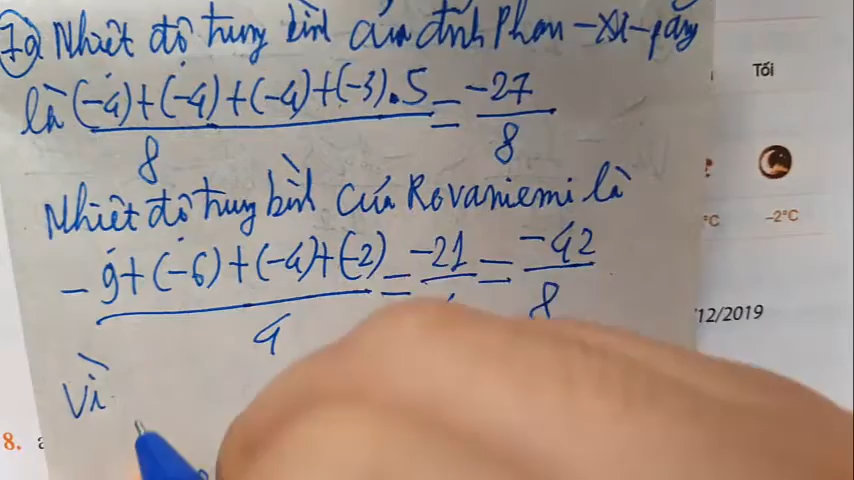 7a Nhiệt độ trung bình của đỉnh Phan-xi-păng
là (-4)+(-4)+(-4)+(-3).5 = -27
8 8
Nhiệt độ trung bình của Rovaniemi là
-9+(-6)+(-4)+(-2) = -21 = -42
4 8
Vì
8.
Tối
°C -2°C
12/2019